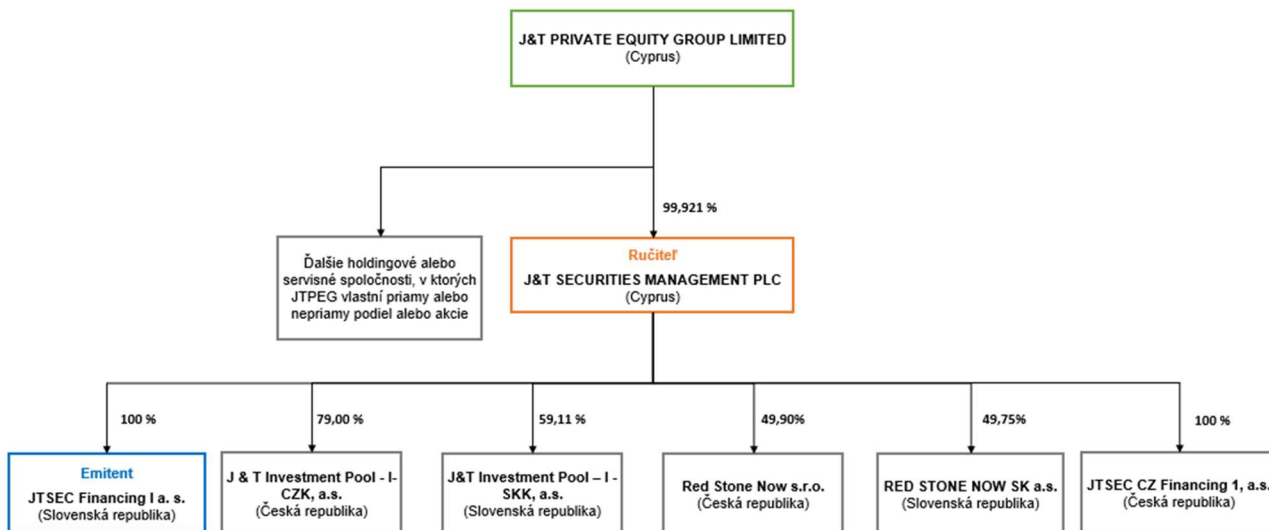 J&T PRIVATE EQUITY GROUP LIMITED
(Cyprus)
99,921 %
Ďalšie holdingové alebo
servisné spoločnosti, v ktorých
JTPEG vlastní priamy alebo
nepriamy podiel alebo akcie
Ručiteľ
J&T SECURITIES MANAGEMENT PLC
(Cyprus)
100 %
79,00 %
59,11 %
49,90%
49,75%
100 %
Emitent
JTSEC Financing I a. s.
(Slovenská republika)
J & T Investment Pool - I-
CZK, a.s.
(Česká republika)
J&T Investment Pool – I -
SKK, a.s.
(Slovenská republika)
Red Stone Now s.r.o.
(Česká republika)
RED STONE NOW SK a.s.
(Slovenská republika)
JTSEC CZ Financing 1, a.s.
(Česká republika)